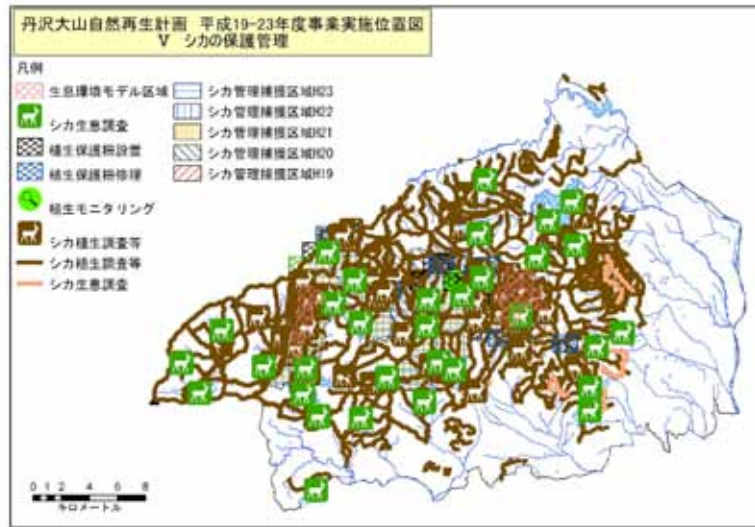 丹沢大山自然再生計画 平成19-23年度事業実施位置図
V シカの保護管理
凡例
生息環境モデル区域
シカ生息調査
植生保護柵設置
植生保護柵修理
植生モニタリング
シカ植生調査等
シカ植生調査等
シカ生息調査
シカ管理捕獲区域H23
シカ管理捕獲区域H22
シカ管理捕獲区域H21
シカ管理捕獲区域H20
シカ管理捕獲区域H19
0 1 2 4 6 8
キロメートル